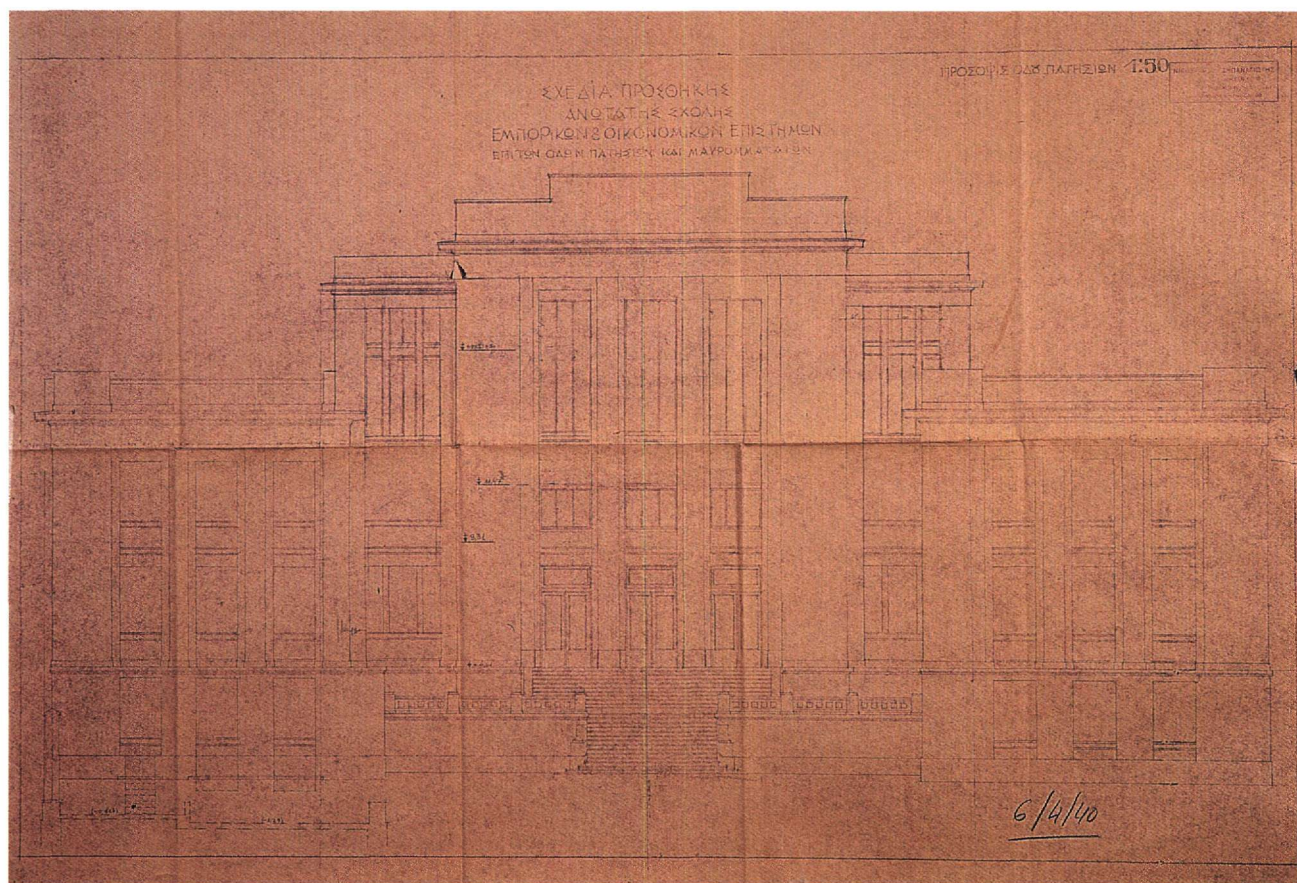 ΣΧΕΔΙΑ ΠΡΟΣΘΗΚΗΣ
ΑΝΩΤΑΤΗΣ ΣΧΟΛΗΣ
ΕΜΠΟΡΙΚΩΝ & ΟΙΚΟΝΟΜΙΚΩΝ ΕΠΙΣΤΗΜΩΝ
ΕΠΙ ΤΩΝ ΟΔΩΝ ΠΑΤΗΣΙΩΝ ΚΑΙ ΜΑΥΡΟΜΜΑΤΑΙΩΝ
ΠΡΟΣΟΨΙΣ ΟΔΟΥ ΠΑΤΗΣΙΩΝ 1:50
6/4/40